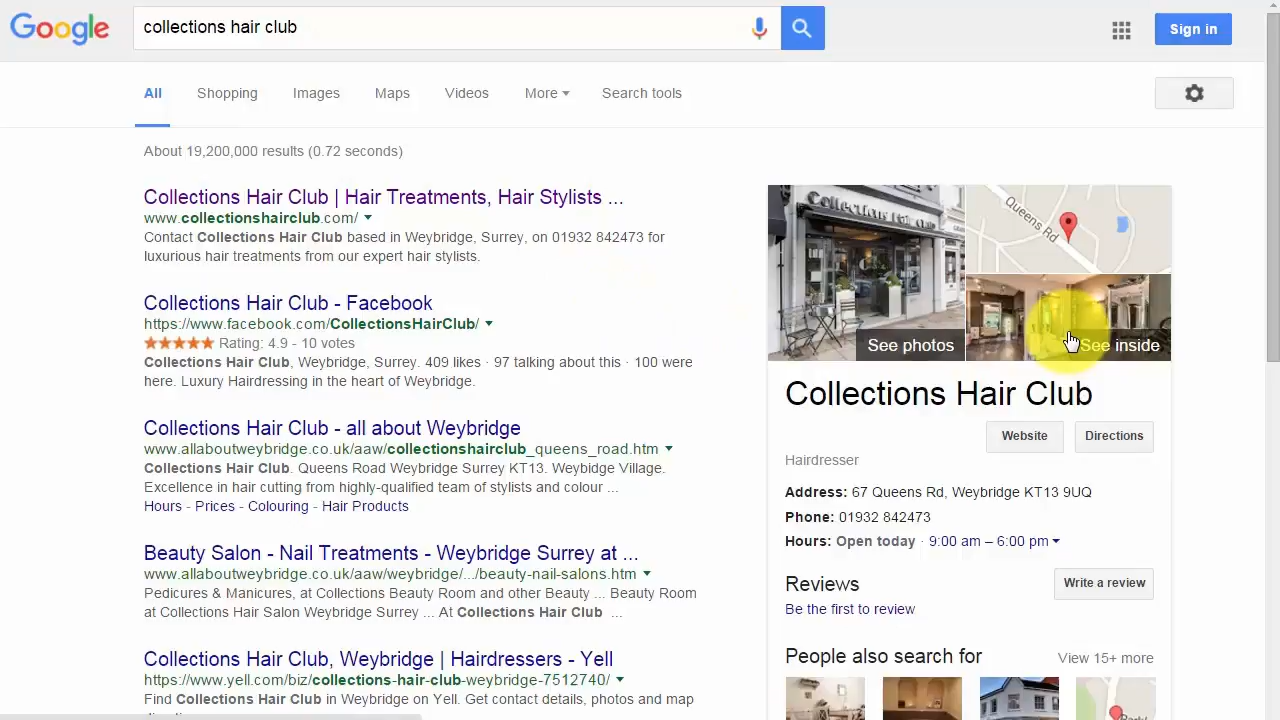 Google
collections hair club
Sign in
All
Shopping
Images
Maps
Videos
More
Search tools
About 19,200,000 results (0.72 seconds)
Collections Hair Club | Hair Treatments, Hair Stylists ...
www.collectionshairclub.com/
Contact Collections Hair Club based in Weybridge, Surrey, on 01932 842473 for
luxurious hair treatments from our expert hair stylists.
Collections Hair Club - Facebook
https://www.facebook.com/CollectionsHairClub/
Rating: 4.9 - 10 votes
Collections Hair Club, Weybridge, Surrey. 409 likes · 97 talking about this · 100 were
here. Luxury Hairdressing in the heart of Weybridge.
Collections Hair Club - all about Weybridge
www.allaboutweybridge.co.uk/aaw/collectionshairclub_queens_road.htm
Collections Hair Club. Queens Road Weybridge Surrey KT13. Weybidge Village.
Excellence in hair cutting from highly-qualified team of stylists and colour ...
Hours - Prices - Colouring - Hair Products
Beauty Salon - Nail Treatments - Weybridge Surrey at ...
www.allaboutweybridge.co.uk/aaw/weybridge/.../beauty-nail-salons.htm
Pedicures & Manicures, at Collections Beauty Room and other Beauty ... Beauty Room
at Collections Hair Salon Weybridge Surrey ... At Collections Hair Club ...
Collections Hair Club, Weybridge | Hairdressers - Yell
https://www.yell.com/biz/collections-hair-club-weybridge-7512740/
Find Collections Hair Club in Weybridge on Yell. Get contact details, photos and map
Collections Hair Club
See photos
Queens Rd
See inside
Collections Hair Club
Website
Directions
Hairdresser
Address: 67 Queens Rd, Weybridge KT13 9UQ
Phone: 01932 842473
Hours: Open today · 9:00 am – 6:00 pm
Reviews
Write a review
Be the first to review
People also search for
View 15+ more